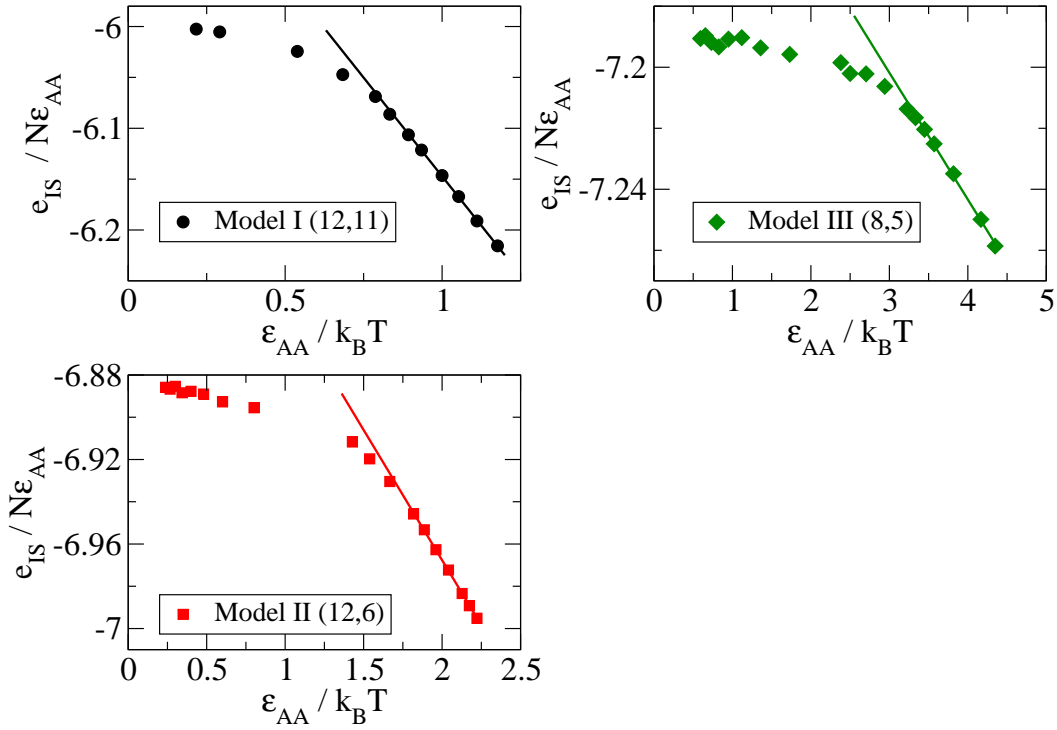 -6
-6.1
-6.2
e_IS / Nε_AA
Model I (12,11)
0 0.5 1
ε_AA / k_BT
-7.2
-7.24
e_IS / Nε_AA
Model III (8,5)
0 1 2 3 4 5
ε_AA / k_BT
-6.88
-6.92
-6.96
-7
e_IS / Nε_AA
Model II (12,6)
0 0.5 1 1.5 2 2.5
ε_AA / k_BT